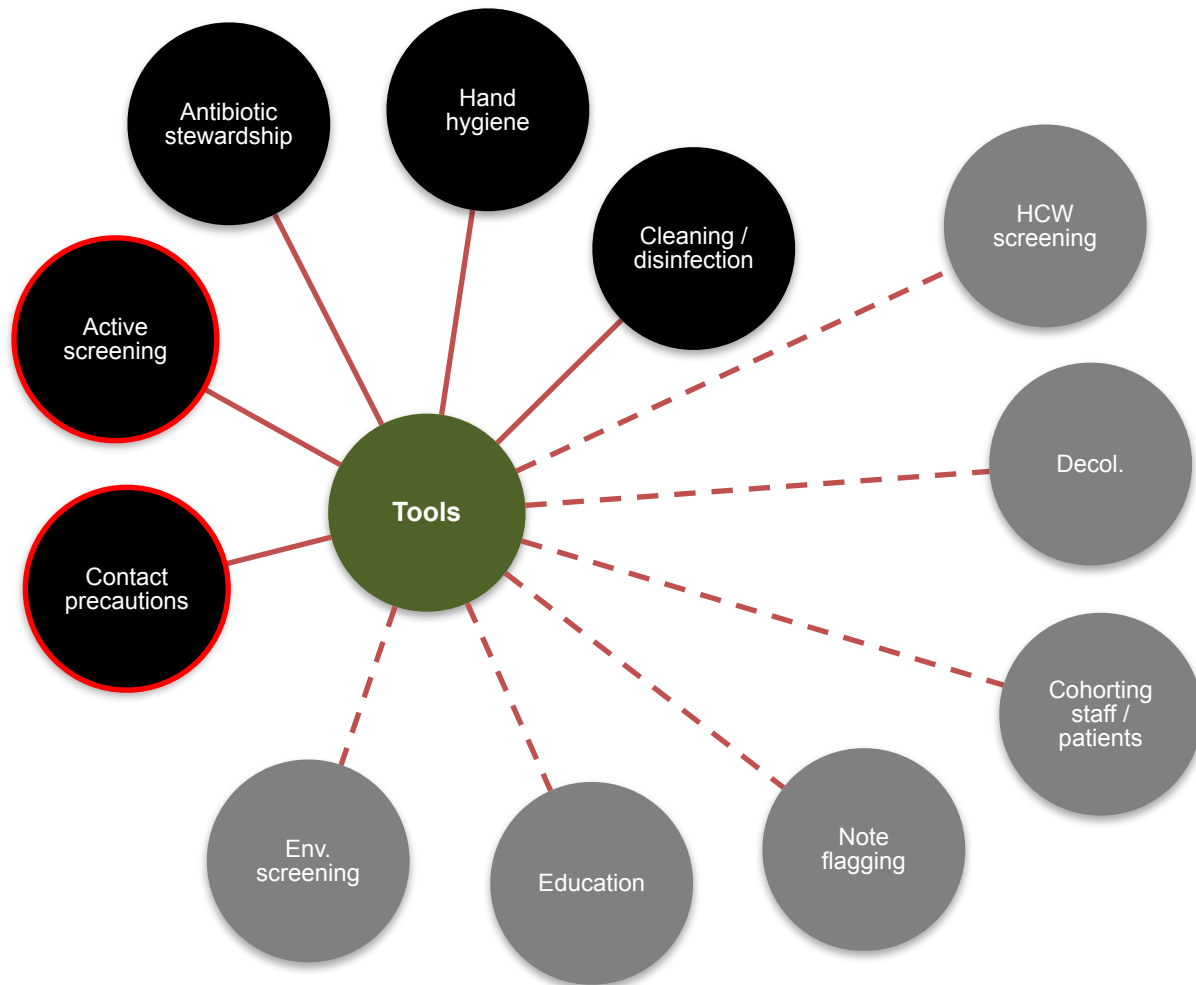 Antibiotic
stewardship
Hand
hygiene
Cleaning /
disinfection
HCW
screening
Active
screening
Decol.
Tools
Contact
precautions
Cohorting
staff /
patients
Env.
screening
Education
Note
flagging